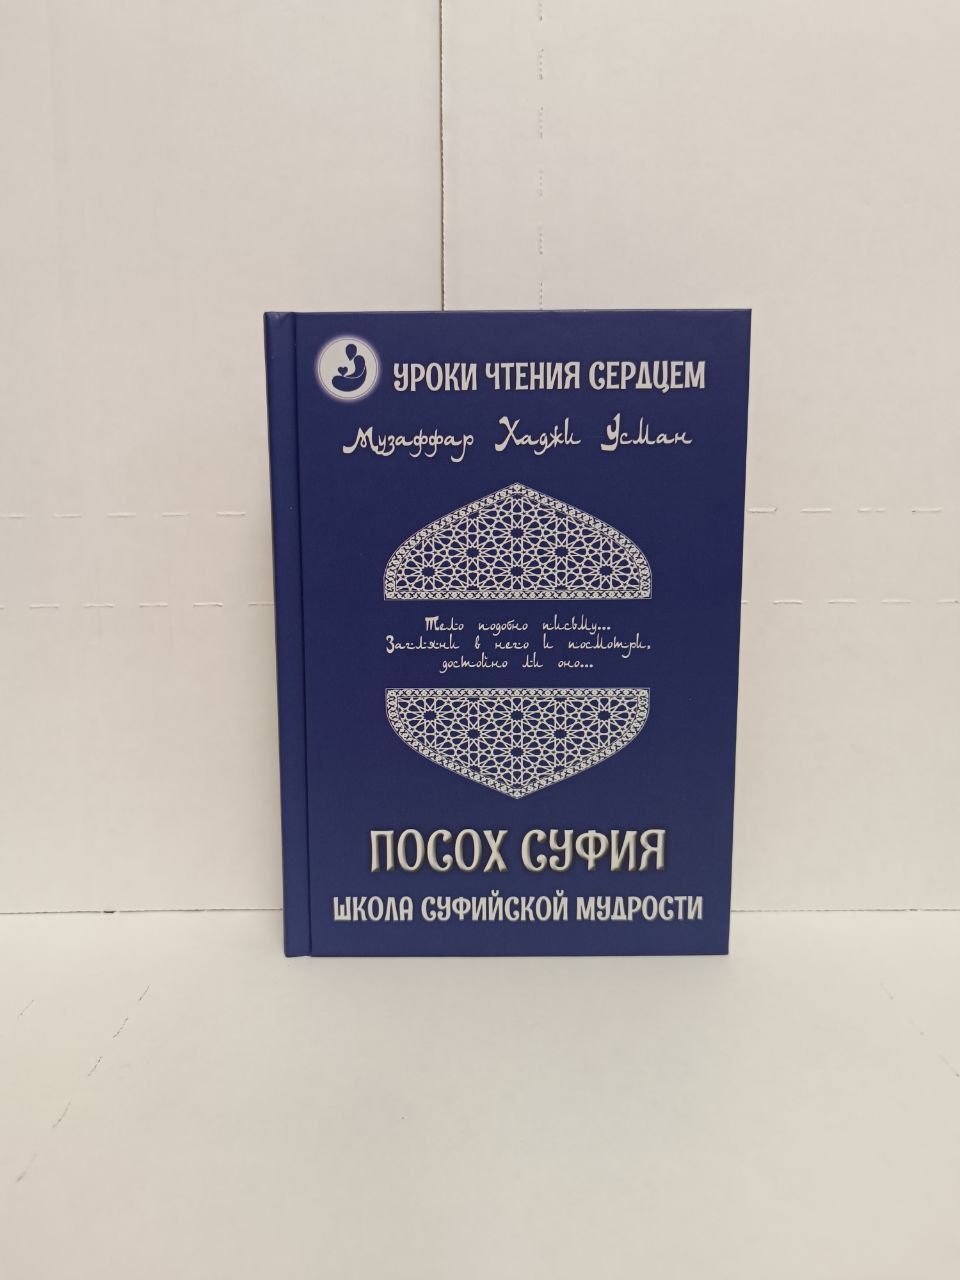 УРОКИ ЧТЕНИЯ СЕРДЦЕМ
Музаффар Хаджи Усман
Тело подобно письму...
Загляни в него и посмотри,
достойно ли оно...
ПОСОХ СУФИЯ
ШКОЛА СУФИЙСКОЙ МУДРОСТИ